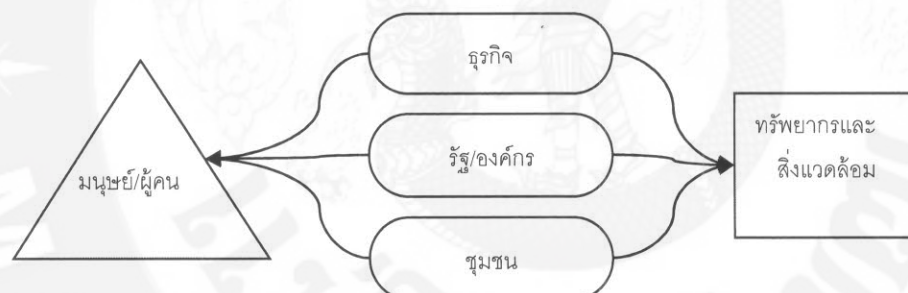 ธุรกิจ
มนุษย์/ผู้คน
รัฐ/องค์กร
ทรัพยากรและ
สิ่งแวดล้อม
ชุมชน